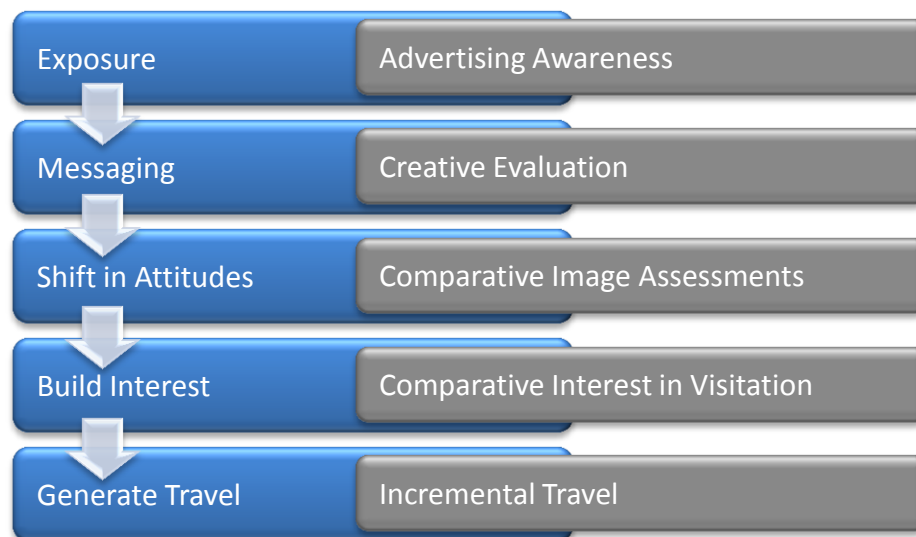 Exposure
Advertising Awareness
Messaging
Creative Evaluation
Shift in Attitudes
Comparative Image Assessments
Build Interest
Comparative Interest in Visitation
Generate Travel
Incremental Travel